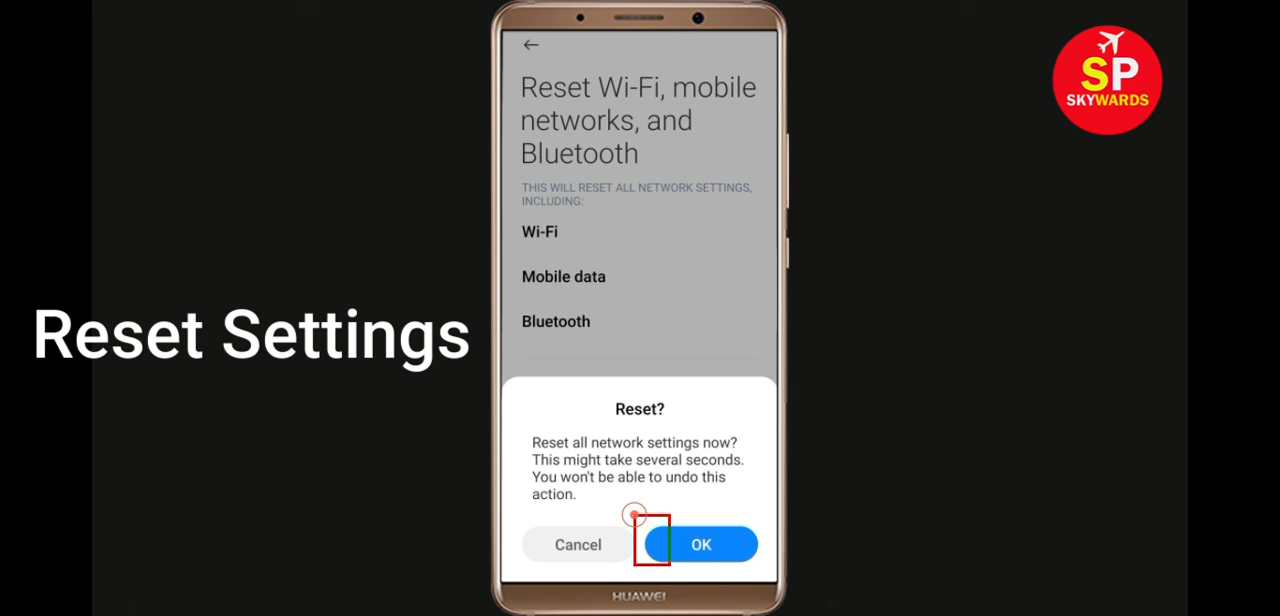 SP
SKYWARDS
Reset Wi-Fi, mobile
networks, and
Bluetooth
THIS WILL RESET ALL NETWORK SETTINGS,
INCLUDING:
Wi-Fi
Mobile data
Bluetooth
Reset Settings
Reset?
Reset all network settings now?
This might take several seconds.
You won't be able to undo this
action.
Cancel
OK
HUAWEI